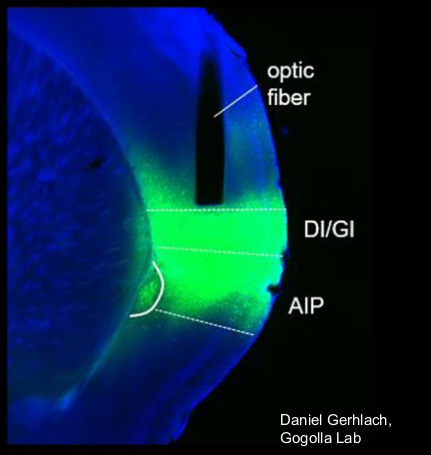 optic
fiber
DI/GI
AIP
Daniel Gerhlach,
Gogolla Lab